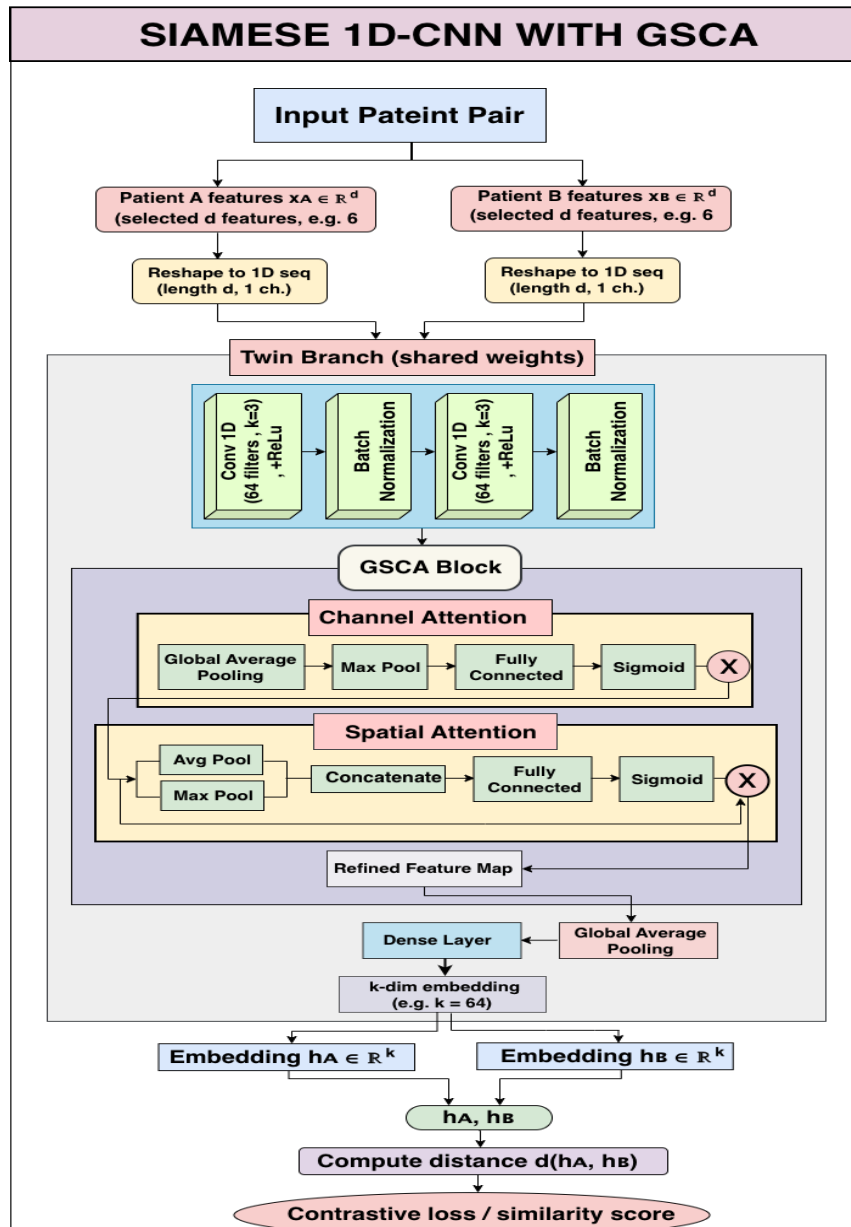 SIAMESE 1D-CNN WITH GSCA
Input Pateint Pair
Patient A features xA ∈ ℝ^d
(selected d features, e.g. 6
Patient B features xB ∈ ℝ^d
(selected d features, e.g. 6
Reshape to 1D seq
(length d, 1 ch.)
Reshape to 1D seq
(length d, 1 ch.)
Twin Branch (shared weights)
Conv 1D
(64 filters , k=3)
, +ReLu
Batch
Normalization
Conv 1D
(64 filters , k=3)
, +ReLu
Batch
Normalization
GSCA Block
Channel Attention
Global Average
Pooling
Max Pool
Fully
Connected
Sigmoid
X
Spatial Attention
Avg Pool
Max Pool
Concatenate
Fully
Connected
Sigmoid
X
Refined Feature Map
Global Average
Pooling
Dense Layer
k-dim embedding
(e.g. k = 64)
Embedding hA ∈ ℝ^k
Embedding hB ∈ ℝ^k
hA, hB
Compute distance d(hA, hB)
Contrastive loss / similarity score